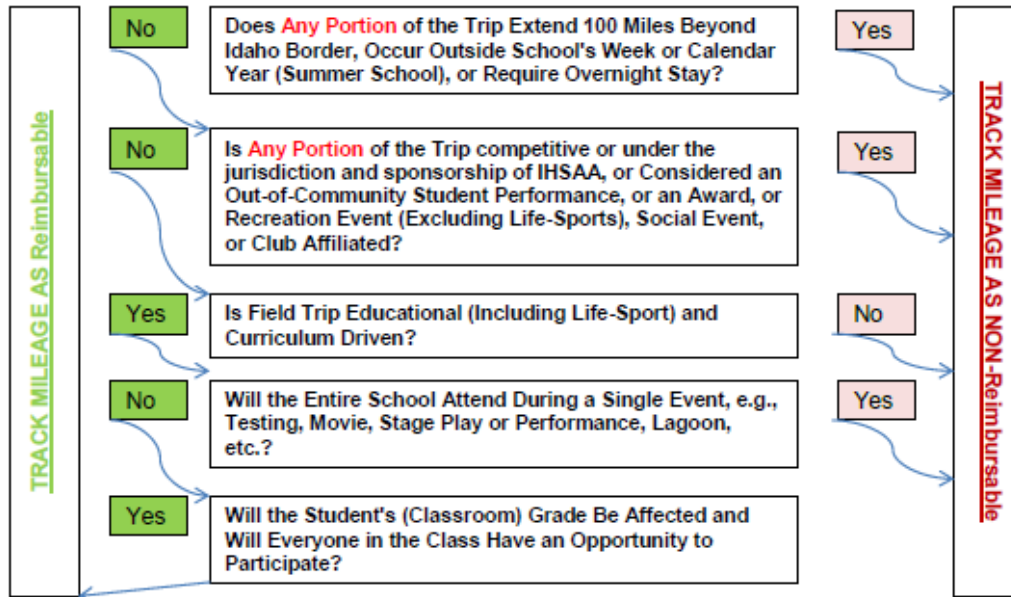 TRACK MILEAGE AS Reimbursable
No
Does Any Portion of the Trip Extend 100 Miles Beyond
Idaho Border, Occur Outside School's Week or Calendar
Year (Summer School), or Require Overnight Stay?
Yes
No
Is Any Portion of the Trip competitive or under the
jurisdiction and sponsorship of IHSAA, or Considered an
Out-of-Community Student Performance, or an Award, or
Recreation Event (Excluding Life-Sports), Social Event,
or Club Affiliated?
Yes
Yes
Is Field Trip Educational (Including Life-Sport) and
Curriculum Driven?
No
No
Will the Entire School Attend During a Single Event, e.g.,
Testing, Movie, Stage Play or Performance, Lagoon,
etc.?
Yes
Yes
Will the Student's (Classroom) Grade Be Affected and
Will Everyone in the Class Have an Opportunity to
Participate?
TRACK MILEAGE AS NON-Reimbursable